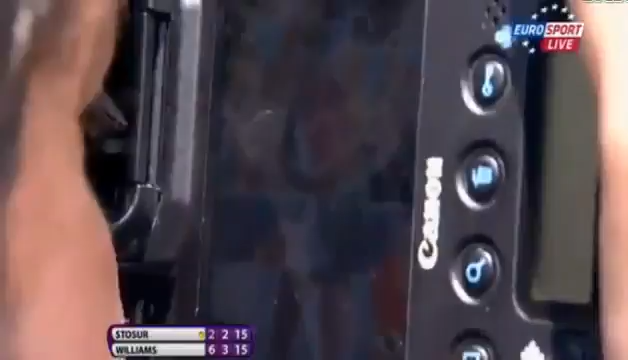 EUROSPORT
LIVE
Canon
STOSUR 2 2 15
WILLIAMS 6 3 15